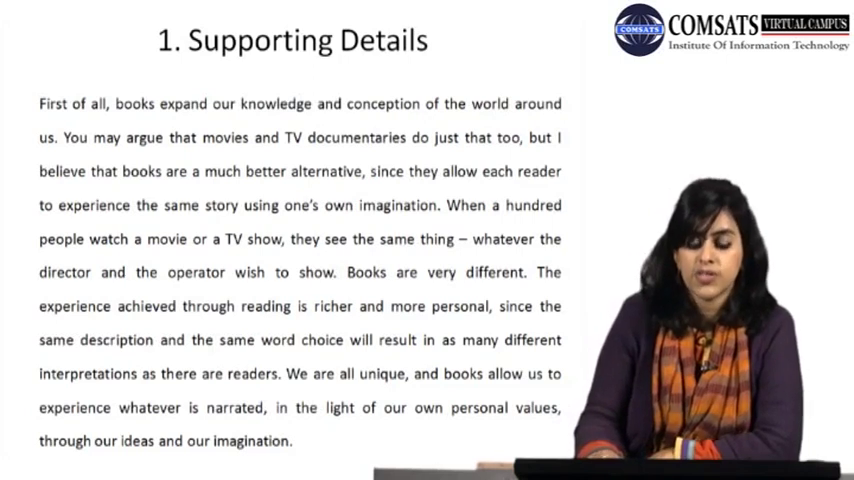 1. Supporting Details
COMSATS
COMSATS VIRTUAL CAMPUS
Institute Of Information Technology
First of all, books expand our knowledge and conception of the world around
us. You may argue that movies and TV documentaries do just that too, but I
believe that books are a much better alternative, since they allow each reader
to experience the same story using one's own imagination. When a hundred
people watch a movie or a TV show, they see the same thing – whatever the
director and the operator wish to show. Books are very different. The
experience achieved through reading is richer and more personal, since the
same description and the same word choice will result in as many different
interpretations as there are readers. We are all unique, and books allow us to
experience whatever is narrated, in the light of our own personal values,
through our ideas and our imagination.